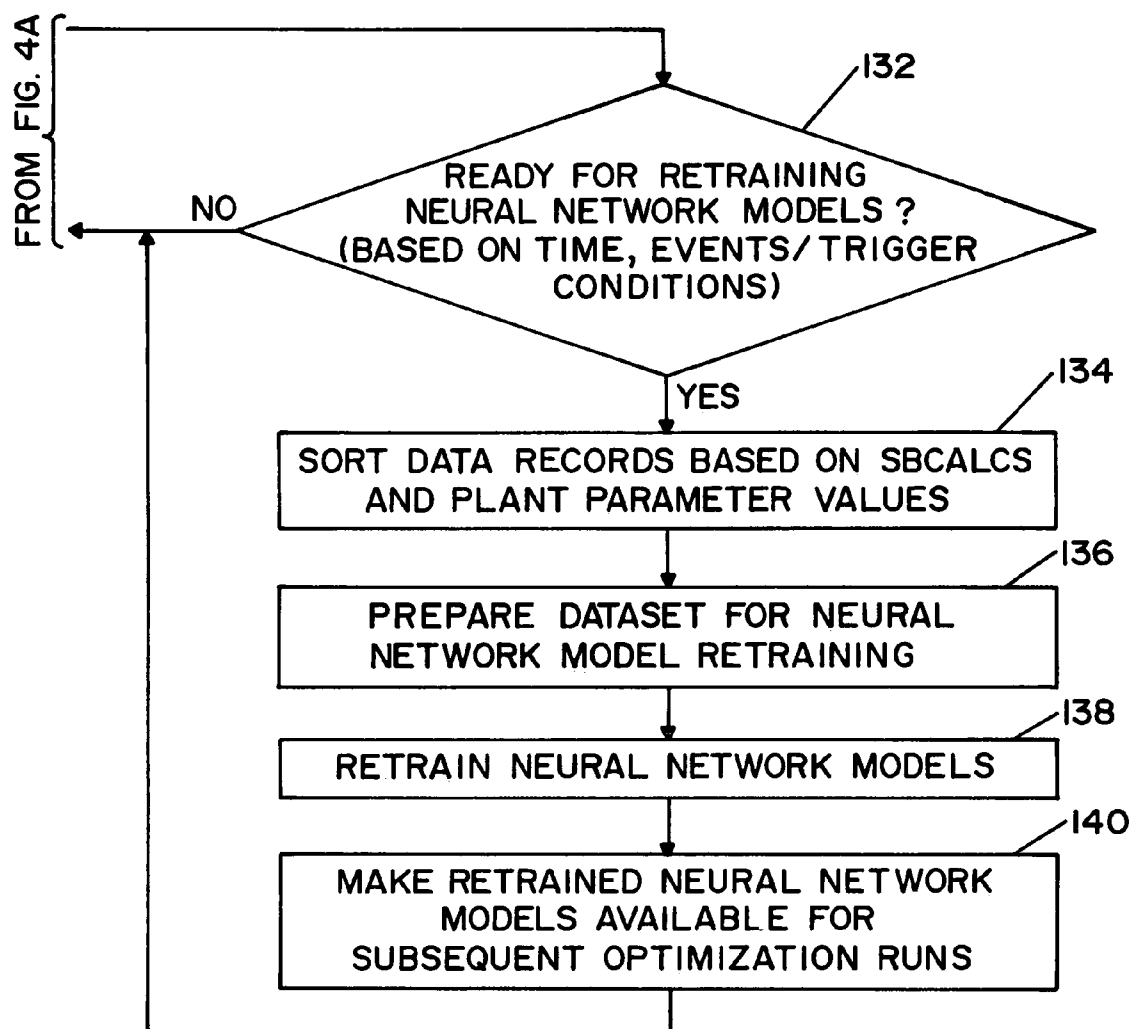 FROM FIG. 4A
132
READY FOR RETRAINING
NEURAL NETWORK MODELS?
(BASED ON TIME, EVENTS/TRIGGER
CONDITIONS)
NO
YES
134
SORT DATA RECORDS BASED ON SBCALCS
AND PLANT PARAMETER VALUES
136
PREPARE DATASET FOR NEURAL
NETWORK MODEL RETRAINING
138
RETRAIN NEURAL NETWORK MODELS
140
MAKE RETRAINED NEURAL NETWORK
MODELS AVAILABLE FOR
SUBSEQUENT OPTIMIZATION RUNS